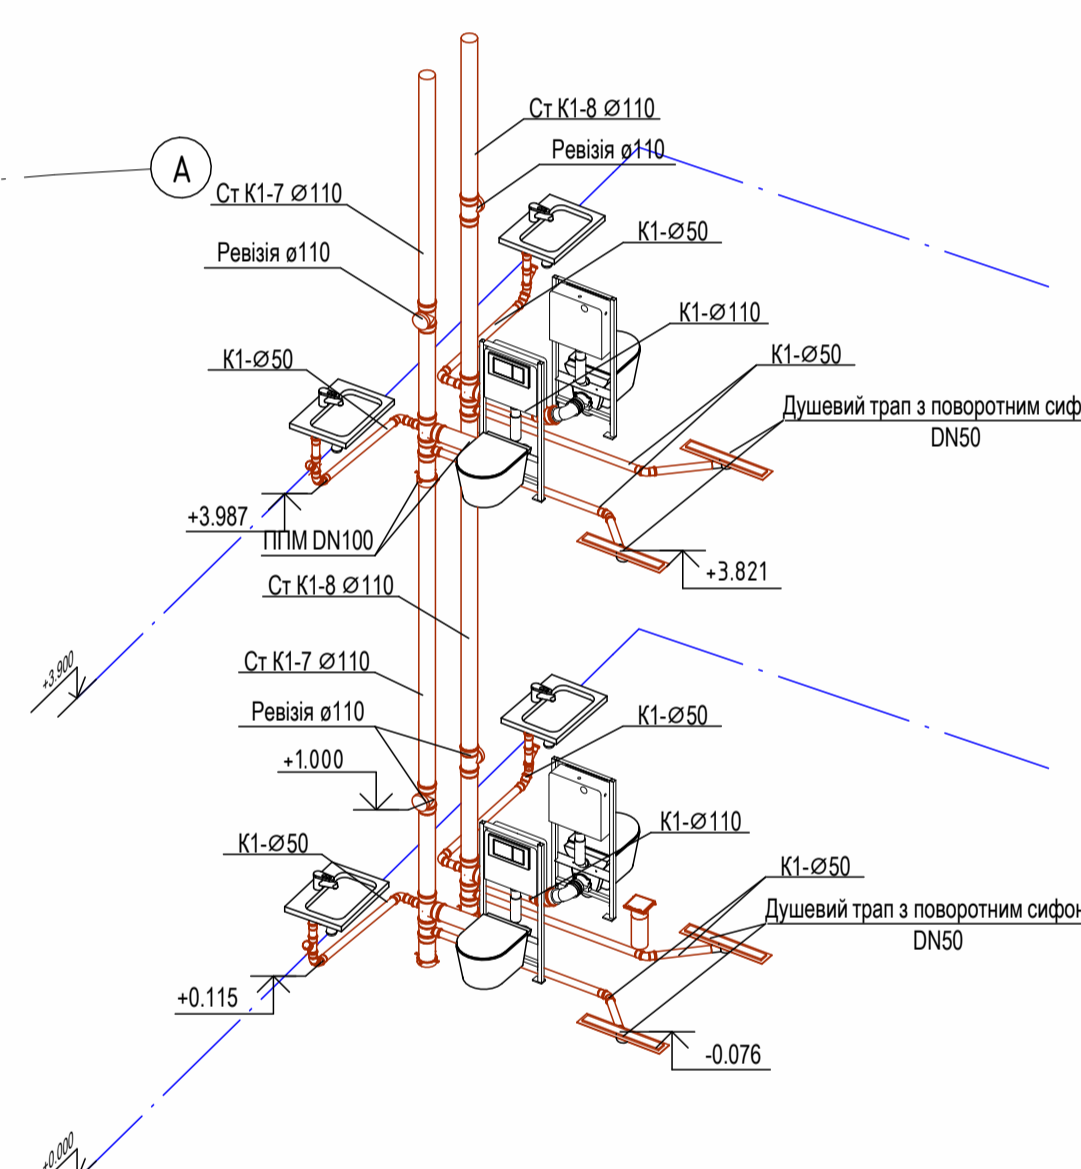 Ст К1-8 Ø110
Ревізія ø110
А
Ст К1-7 Ø110
К1-Ø50
Ревізія ø110
К1-Ø110
К1-Ø50
К1-Ø50
Душевий трап з поворотним сиф
DN50
+3.987
ППМ DN100
+3.821
Ст К1-8 Ø110
+3.900
Ст К1-7 Ø110
Ревізія ø110
К1-Ø50
+1.000
К1-Ø110
К1-Ø50
К1-Ø50
Душевий трап з поворотним сифон
DN50
+0.115
-0.076
+0.000